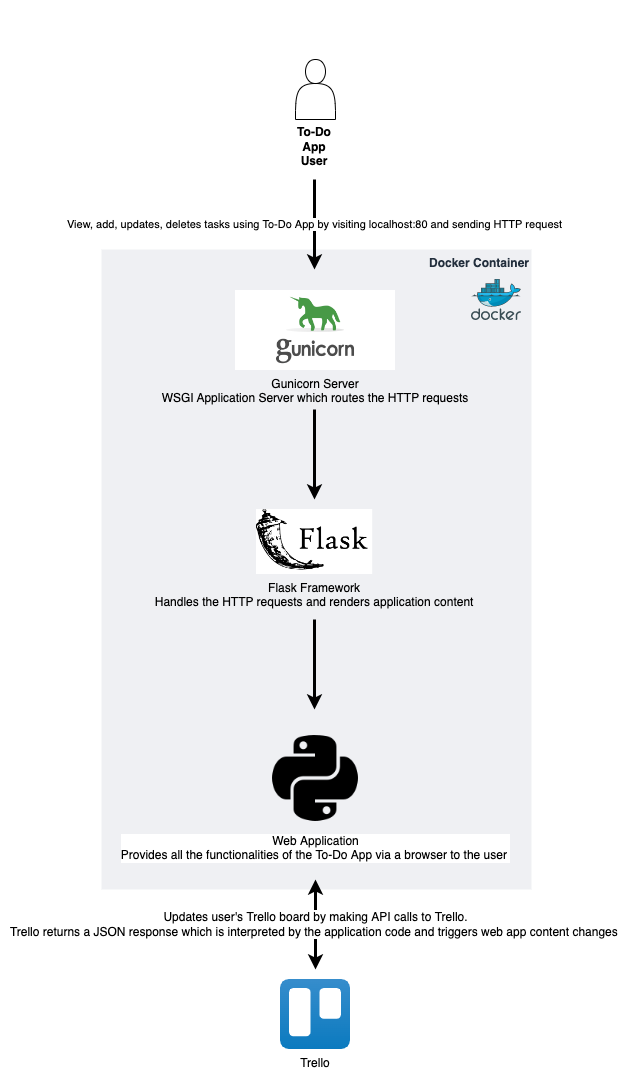 To-Do
App
User
View, add, updates, deletes tasks using To-Do App by visiting localhost:80 and sending HTTP request
Docker Container
docker
gunicorn
Gunicorn Server
WSGI Application Server which routes the HTTP requests
Flask
Flask Framework
Handles the HTTP requests and renders application content
Web Application
Provides all the functionalities of the To-Do App via a browser to the user
Updates user's Trello board by making API calls to Trello.
Trello returns a JSON response which is interpreted by the application code and triggers web app content changes
Trello